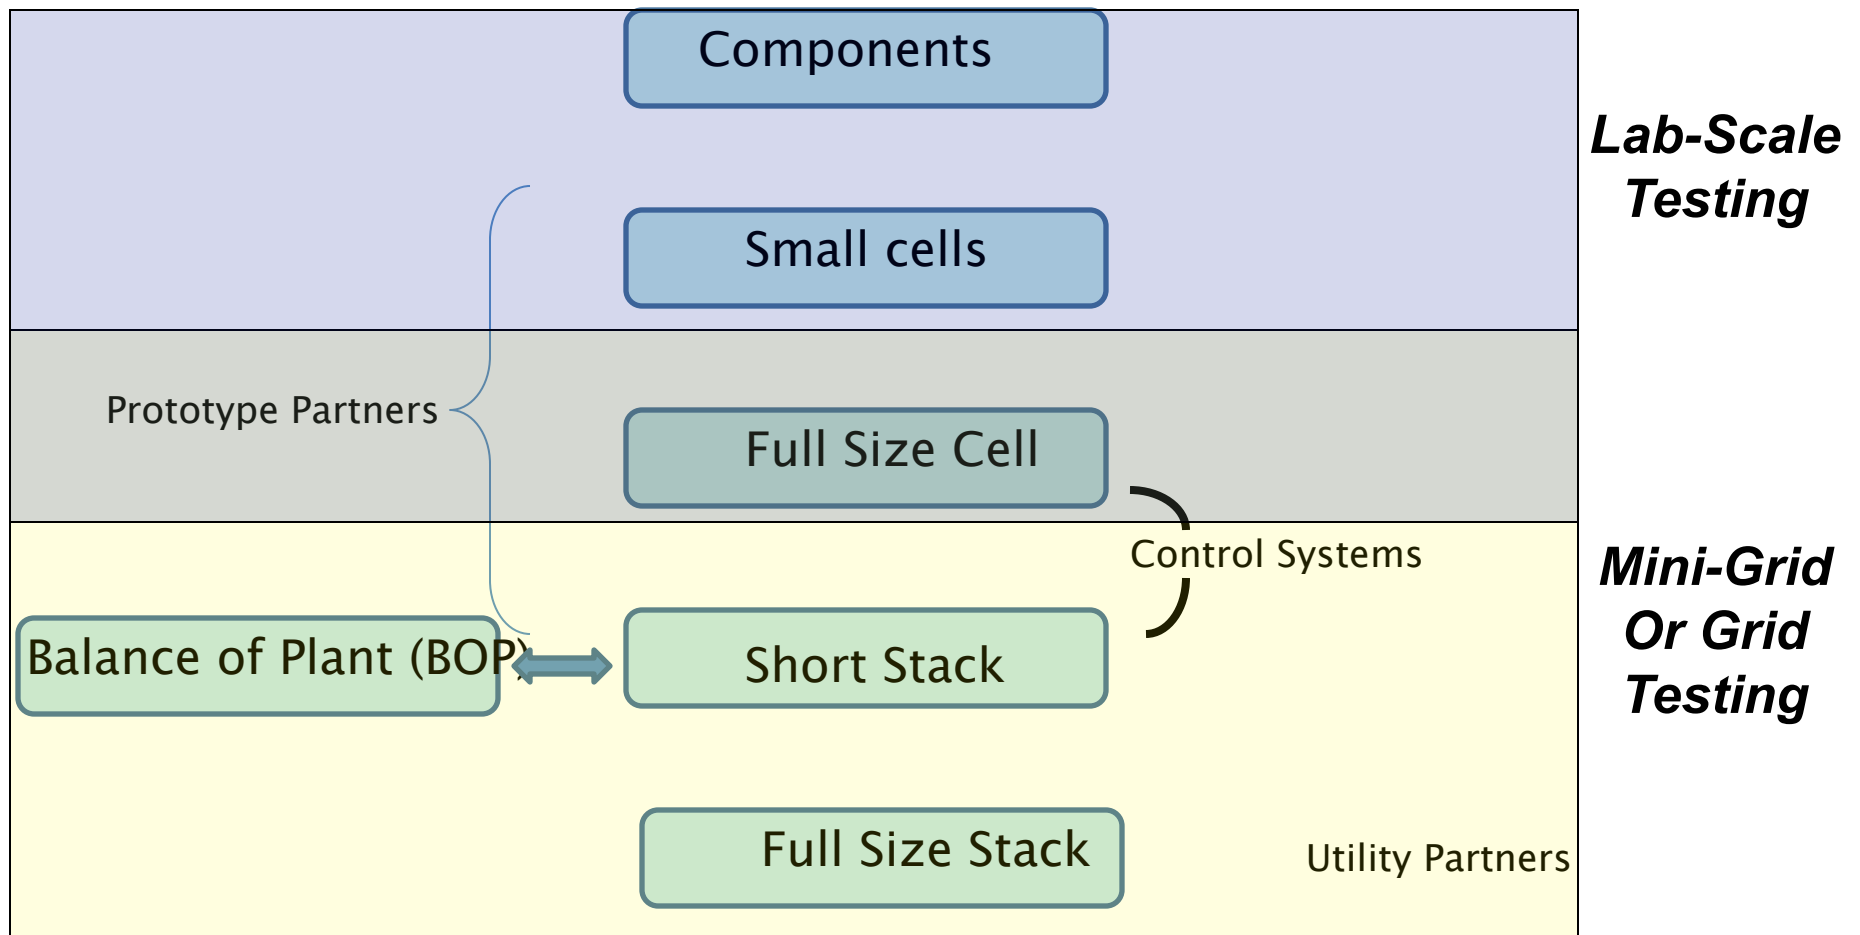 Components
Lab-Scale
Testing
Small cells
Prototype Partners
Full Size Cell
Control Systems
Mini-Grid
Or Grid
Testing
Balance of Plant (BOP)
Short Stack
Full Size Stack
Utility Partners